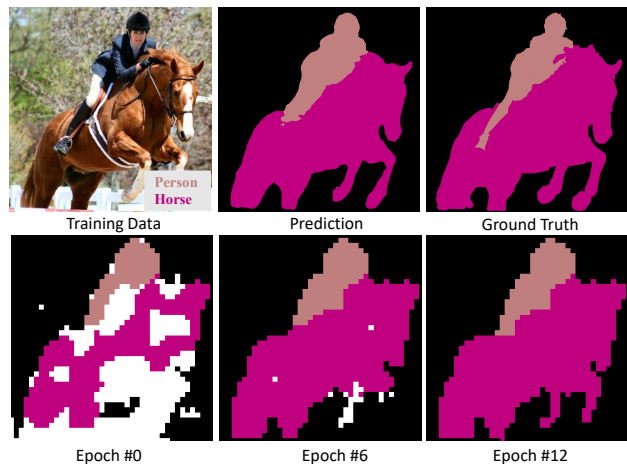 Person
Horse
Training Data
Prediction
Ground Truth
Epoch #0
Epoch #6
Epoch #12